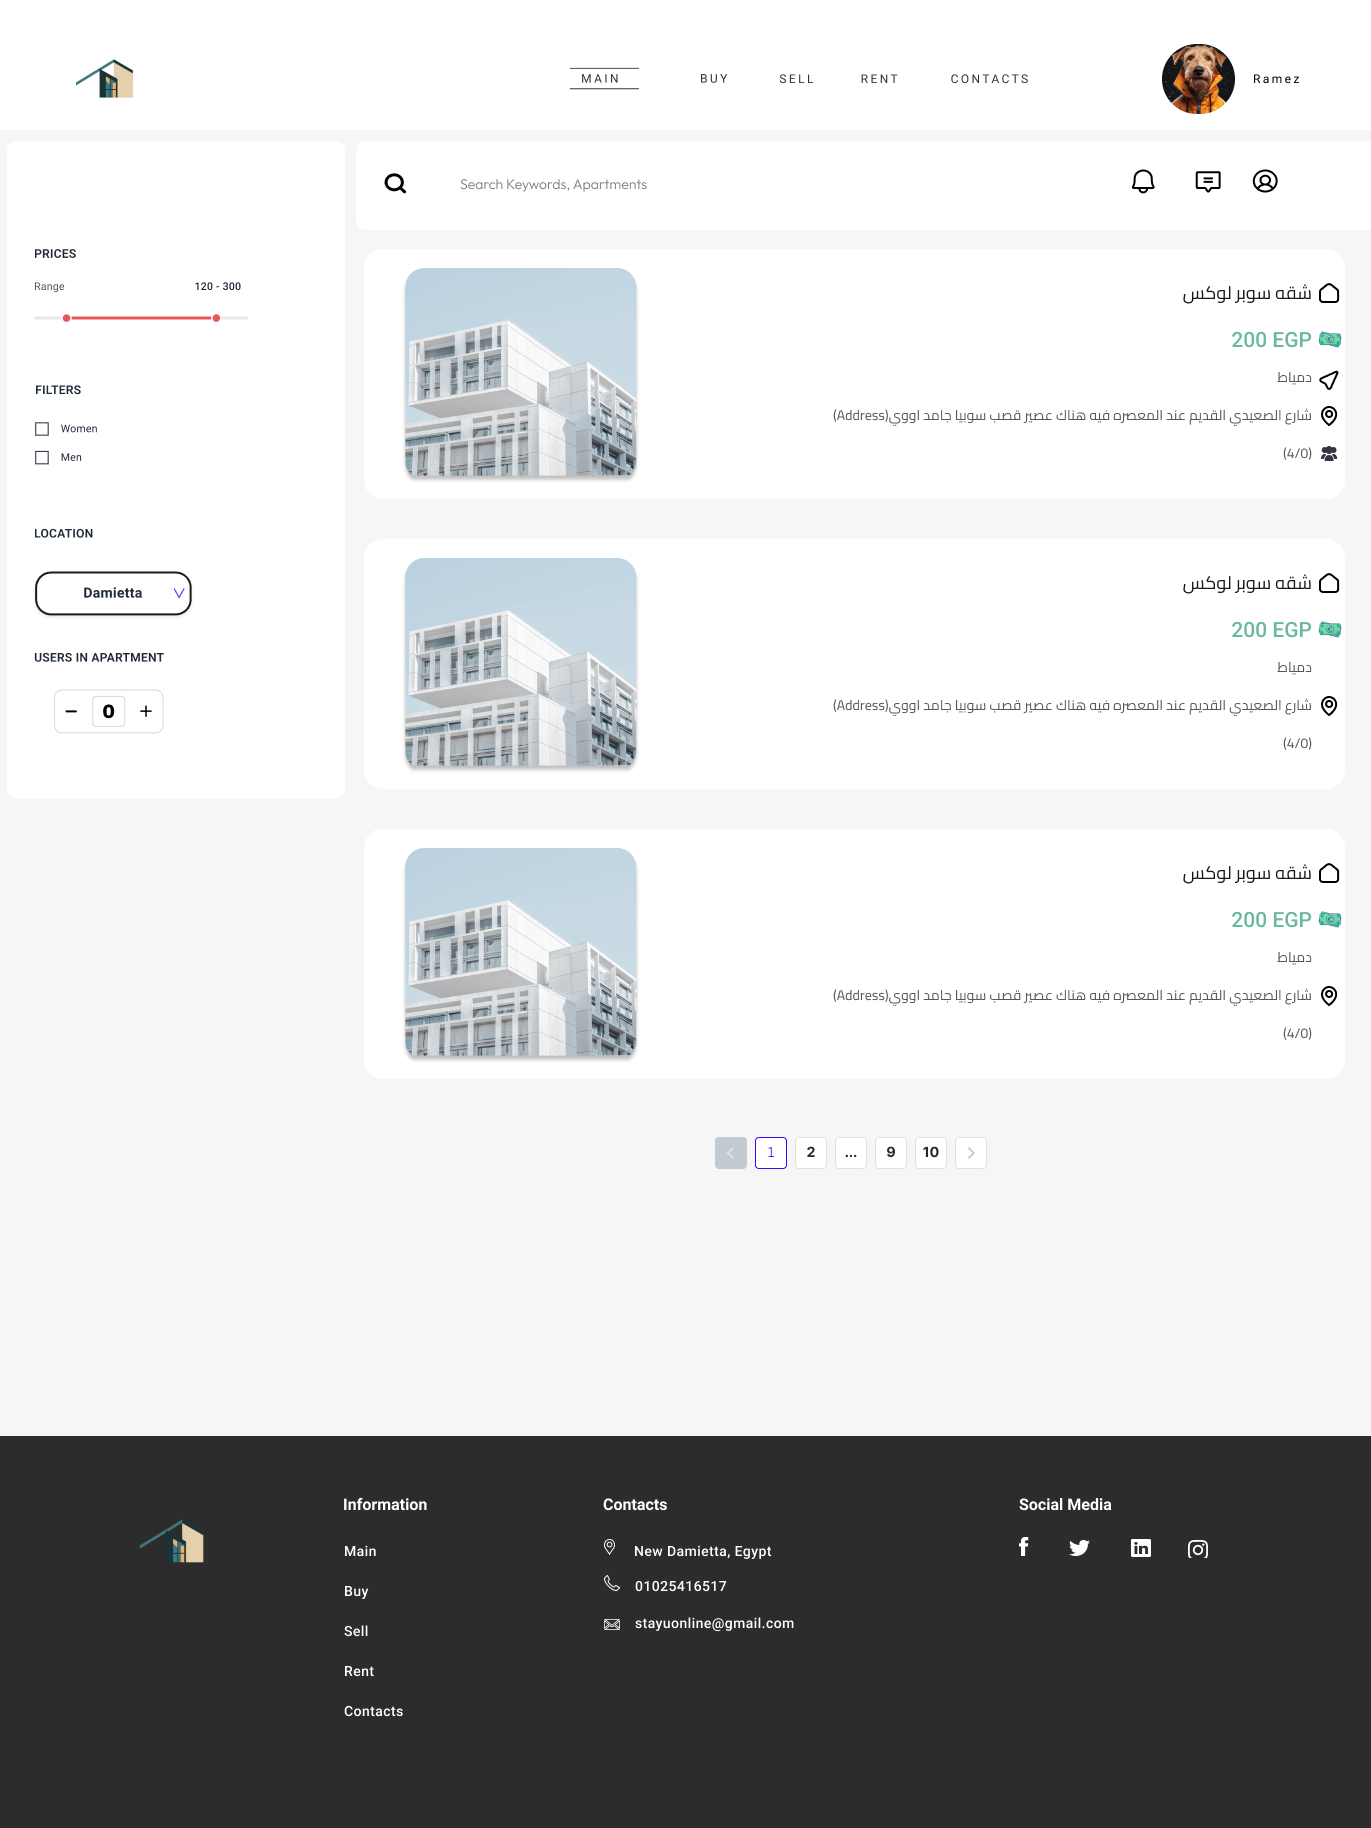 MAIN
BUY
SELL
RENT
CONTACTS
Ramez
Search Keywords, Apartments
PRICES
Range
120 - 300
FILTERS
Women
Men
LOCATION
Damietta
USERS IN APARTMENT
0
شقه سوبر لوكس
200 EGP
دمياط
شارع الصعيدي القديم عند المعصره فيه هناك عصير قصب سوبيا جامد اووي(Address)
(4/0)
شقه سوبر لوكس
200 EGP
دمياط
شارع الصعيدي القديم عند المعصره فيه هناك عصير قصب سوبيا جامد اووي(Address)
(4/0)
شقه سوبر لوكس
200 EGP
دمياط
شارع الصعيدي القديم عند المعصره فيه هناك عصير قصب سوبيا جامد اووي(Address)
(4/0)
1 2 ... 9 10
Information
Main
Buy
Sell
Rent
Contacts
Contacts
New Damietta, Egypt
01025416517
stayuonline@gmail.com
Social Media